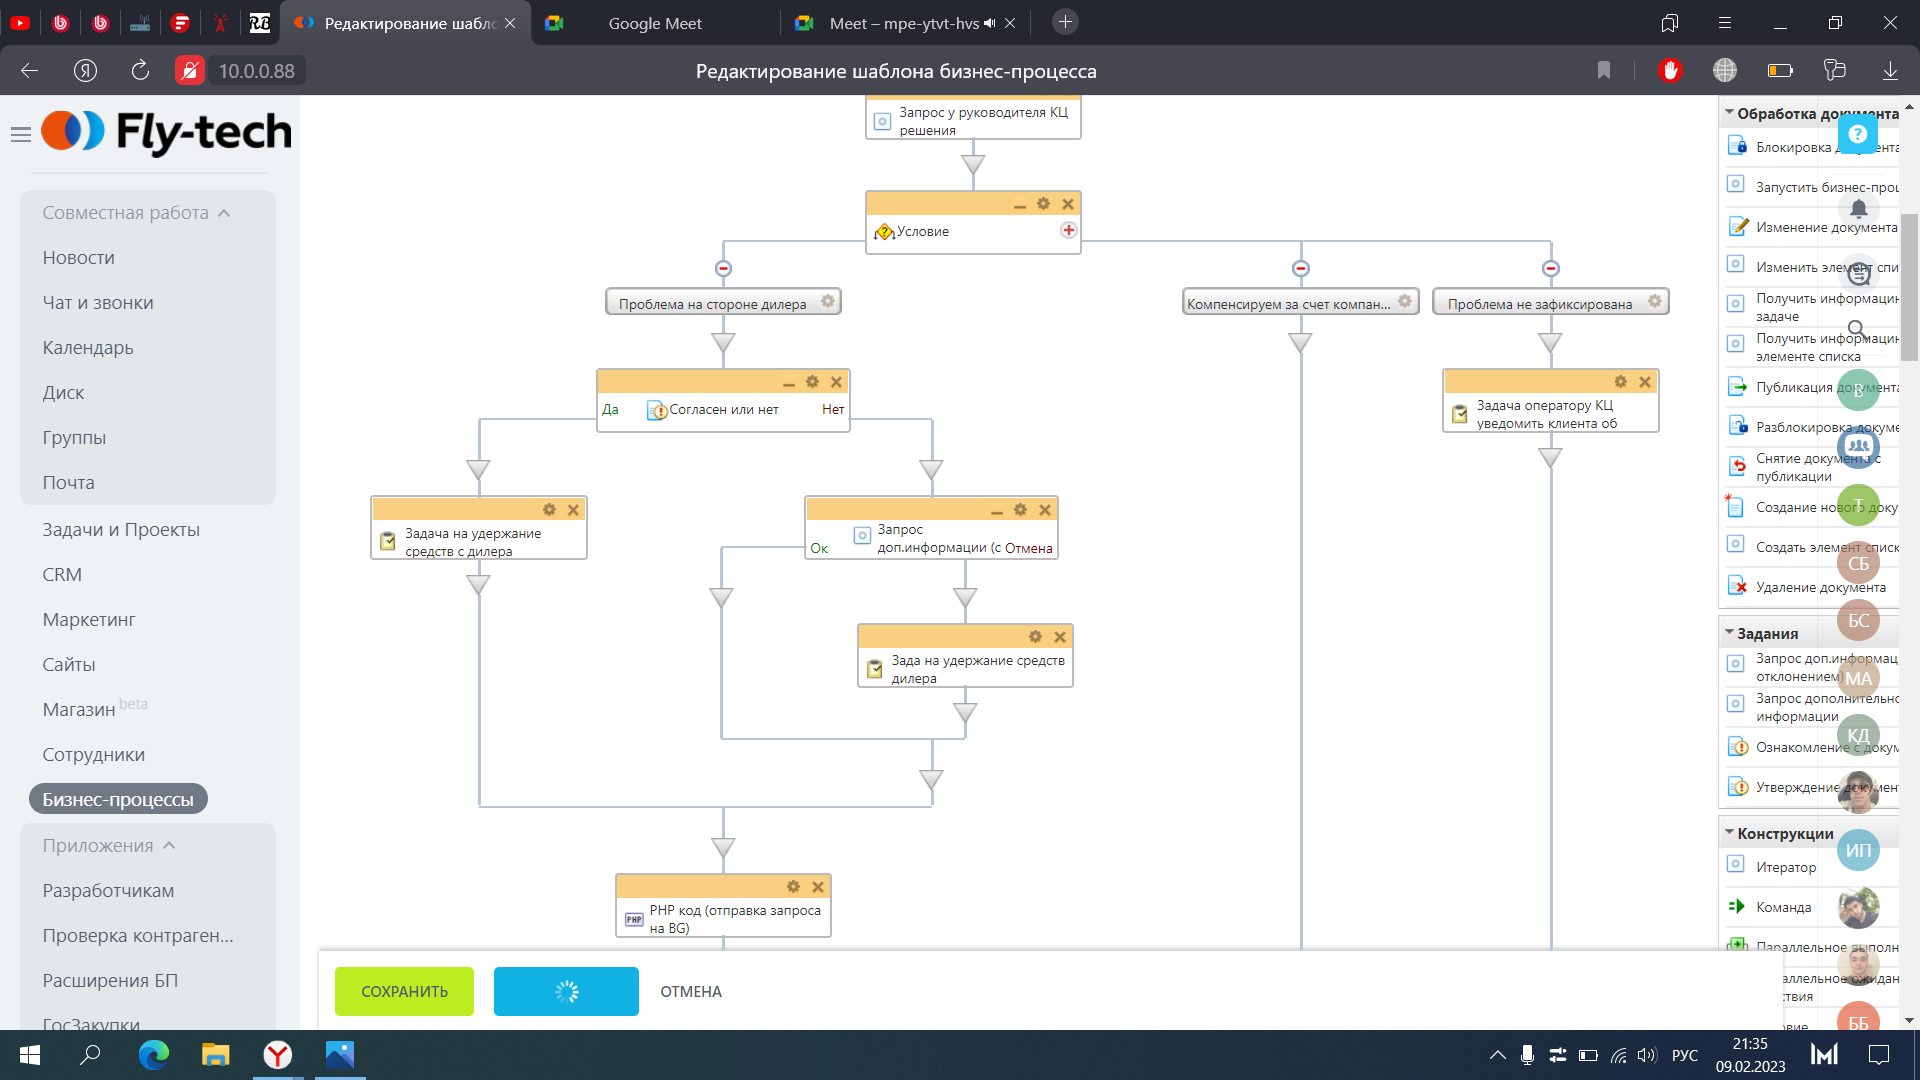 Редактирование шабло
Google Meet
Meet – mpe-ytvt-hvs
10.0.0.88
Редактирование шаблона бизнес-процесса
Fly-tech
Совместная работа
Новости
Чат и звонки
Календарь
Диск
Группы
Почта
Задачи и Проекты
CRM
Маркетинг
Сайты
Магазин beta
Сотрудники
Бизнес-процессы
Приложения
Разработчикам
Проверка контраген...
Расширения БП
ГосЗакупки
Запрос у руководителя КЦ
решения
Условие
Проблема на стороне дилера
Компенсируем за счет компан...
Проблема не зафиксирована
Да
Согласен или нет
Нет
Задача оператору КЦ
уведомить клиента об
Задача на удержание
средств с дилера
Запрос
Ок
доп.информации (с
Отмена
Зада на удержание средств
дилера
PHP
PHP код (отправка запроса
на BG)
СОХРАНИТЬ
ОТМЕНА
Обработка документа
Блокировка
Запустить бизнес-проц
Изменение документа
Изменить
Получить информацию
задаче
Получить информацию
элементе списка
Публикация документа
Разблокировка докуме
Снятие документа с
публикации
Создание нового доку
Создать элемент списк
Удаление документа
Задания
Запрос доп.информац
отклонением)
Запрос дополнительно
информации
Ознакомление с докум
Утверждение документ
Конструкции
Итератор
Команда
Параллельное выполн
В
Т
СБ
БС
МА
КД
ИП
ББ
РУС
21:35
09.02.2023